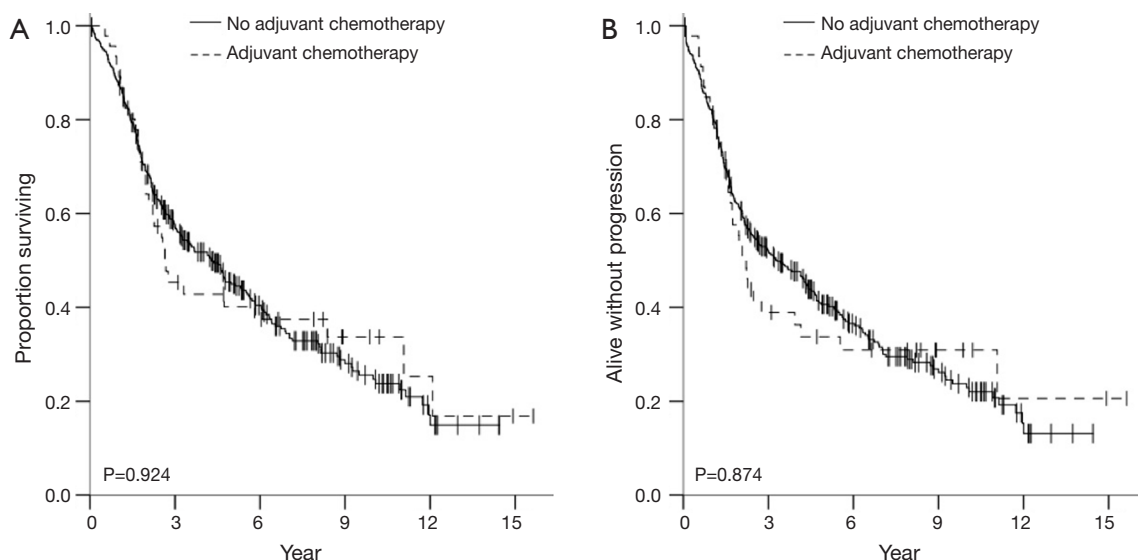 A
No adjuvant chemotherapy
Adjuvant chemotherapy
1.0
0.8
0.6
0.4
0.2
0.0
Proportion surviving
P=0.924
0 3 6 9 12 15
Year
B
No adjuvant chemotherapy
Adjuvant chemotherapy
1.0
0.8
0.6
0.4
0.2
0.0
Alive without progression
P=0.874
0 3 6 9 12 15
Year